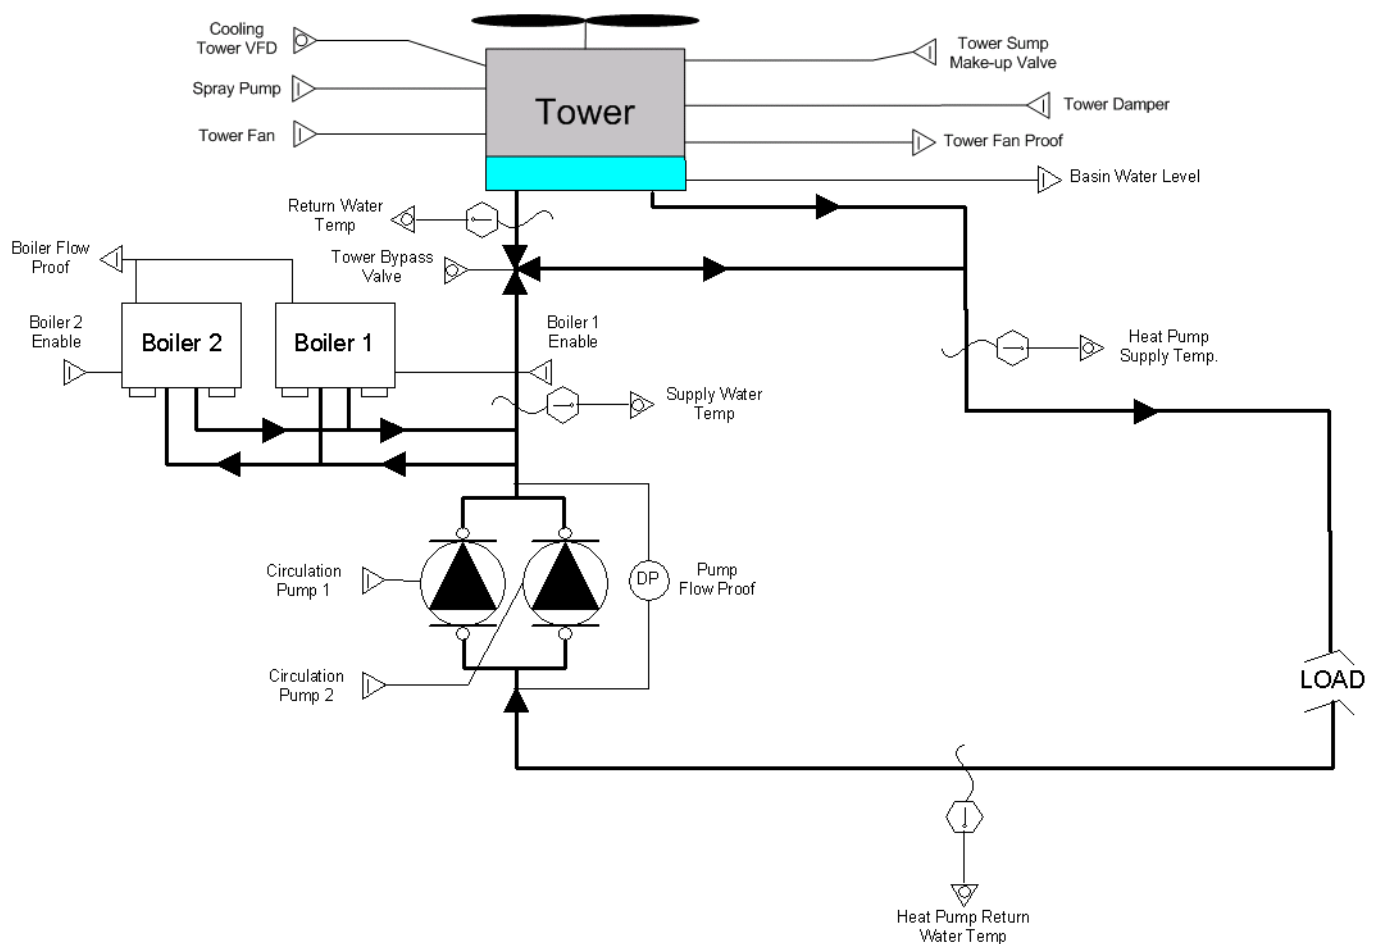 Cooling
Tower VFD
Tower Sump
Make-up Valve
Spray Pump
Tower
Tower Damper
Tower Fan
Tower Fan Proof
Basin Water Level
Return Water
Temp
Boiler Flow
Proof
Tower Bypass
Valve
Boiler 2
Enable
Boiler 2
Boiler 1
Boiler 1
Enable
Heat Pump
Supply Temp.
Supply Water
Temp
Circulation
Pump 1
DP
Pump
Flow Proof
Circulation
Pump 2
LOAD
Heat Pump Return
Water Temp